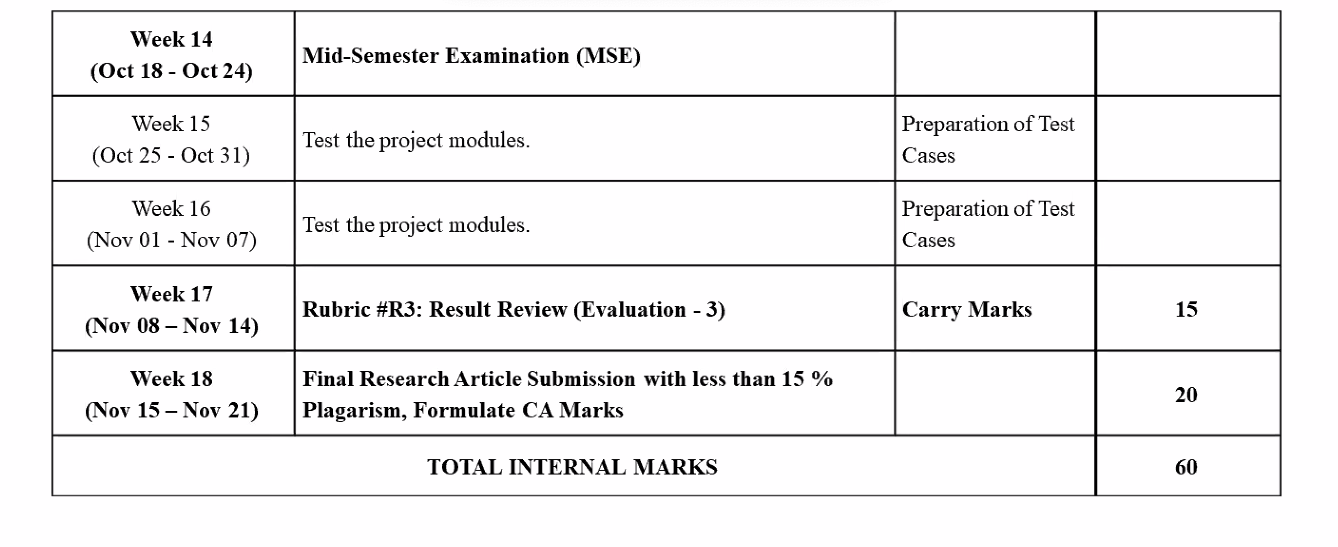 Week 14
(Oct 18 - Oct 24)
Mid-Semester Examination (MSE)
Week 15
(Oct 25 - Oct 31)
Test the project modules.
Preparation of Test
Cases
Week 16
(Nov 01 - Nov 07)
Test the project modules.
Preparation of Test
Cases
Week 17
(Nov 08 – Nov 14)
Rubric #R3: Result Review (Evaluation - 3)
Carry Marks
15
Week 18
(Nov 15 – Nov 21)
Final Research Article Submission with less than 15 %
Plagarism, Formulate CA Marks
20
TOTAL INTERNAL MARKS
60